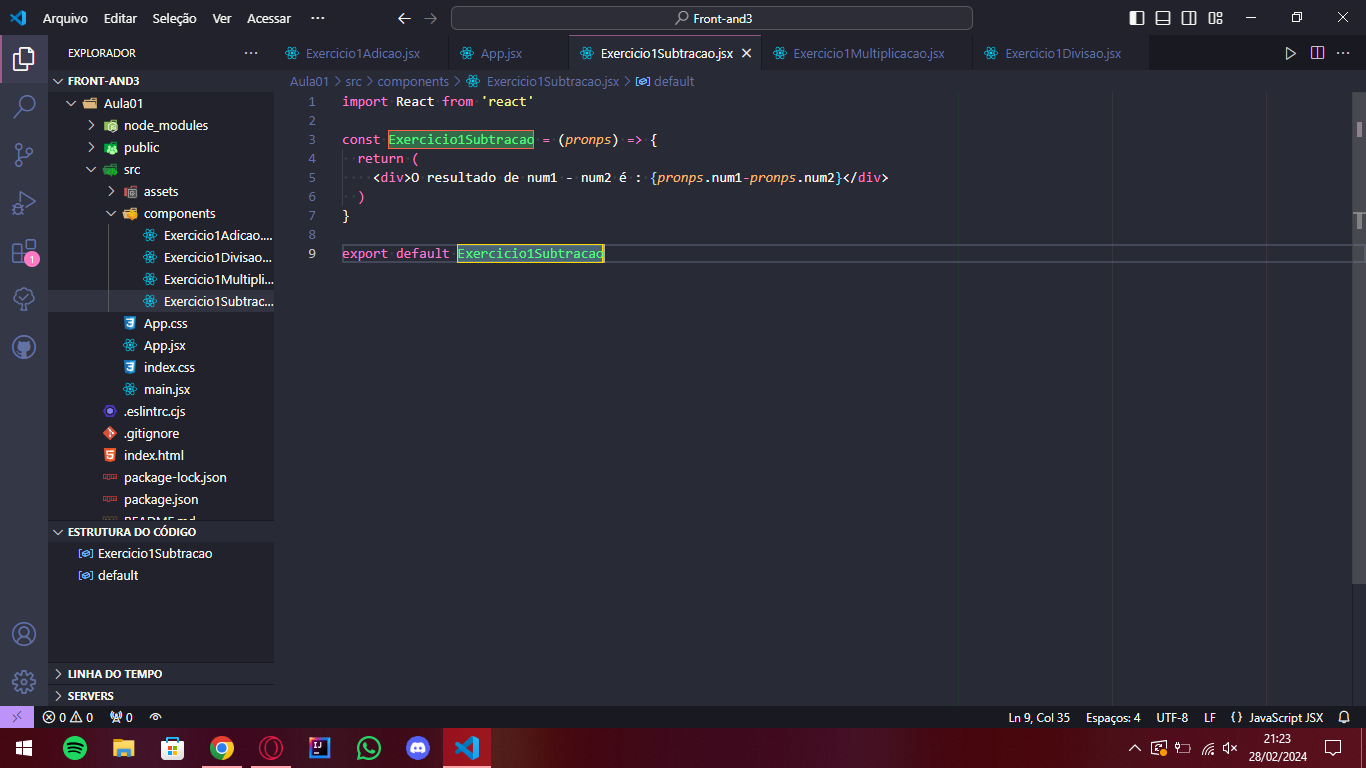 Arquivo Editar Seleção Ver Acessar ··· Front-and3
EXPLORADOR ···
FRONT-AND3
Aula01
node_modules
public
src
assets
components
Exercicio1Adicao....
Exercicio1Divisao...
Exercicio1Multipli...
Exercicio1Subtrac...
App.css
App.jsx
index.css
main.jsx
.eslintrc.cjs
.gitignore
index.html
package-lock.json
package.json
README.md
ESTRUTURA DO CÓDIGO
Exercicio1Subtracao
default
LINHA DO TEMPO
SERVERS
1
Exercicio1Adicao.jsx App.jsx Exercicio1Subtracao.jsx Exercicio1Multiplicacao.jsx Exercicio1Divisao.jsx ···
Aula01 > src > components > Exercicio1Subtracao.jsx > default
1 import React from 'react'
2
3 const Exercicio1Subtracao = (pronps) => {
4 return (
5 <div>O resultado de num1 - num2 é : {pronps.num1-pronps.num2}</div>
6 )
7 }
8
9 export default Exercicio1Subtracao
0 0 0 Ln 9, Col 35 Espaços: 4 UTF-8 LF {} JavaScript JSX
21:23
28/02/2024